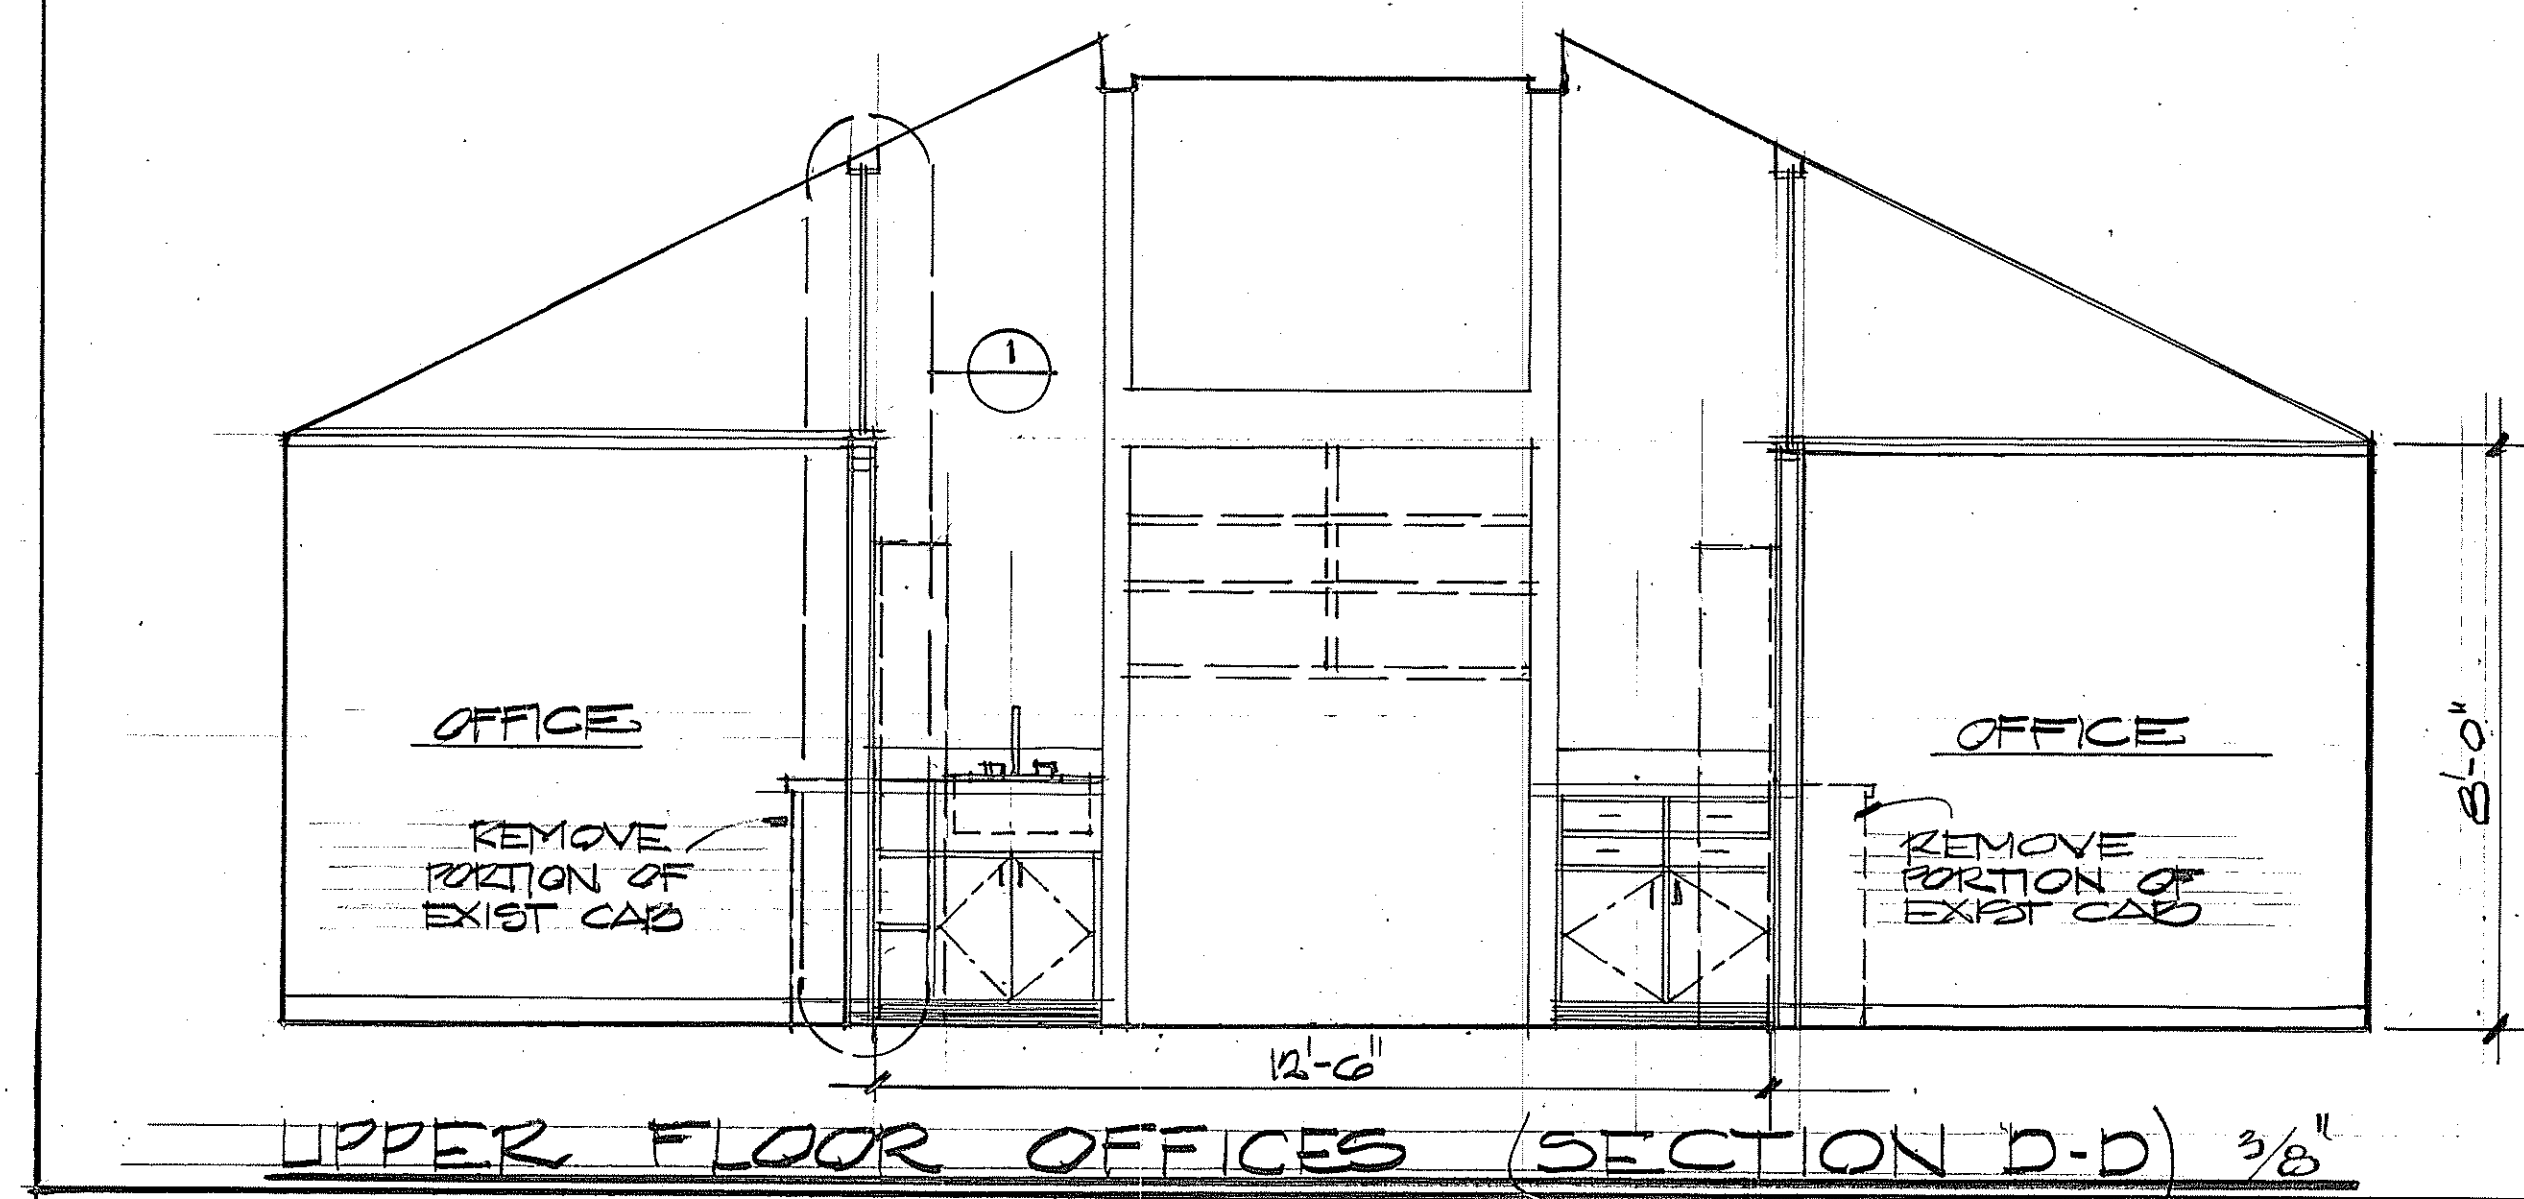 1
OFFICE
OFFICE
8'-0"
REMOVE
PORTION OF
EXIST CAB
REMOVE
PORTION OF
EXIST CAB
12'-6"
UPPER FLOOR OFFICES (SECTION D-D) 3/8"